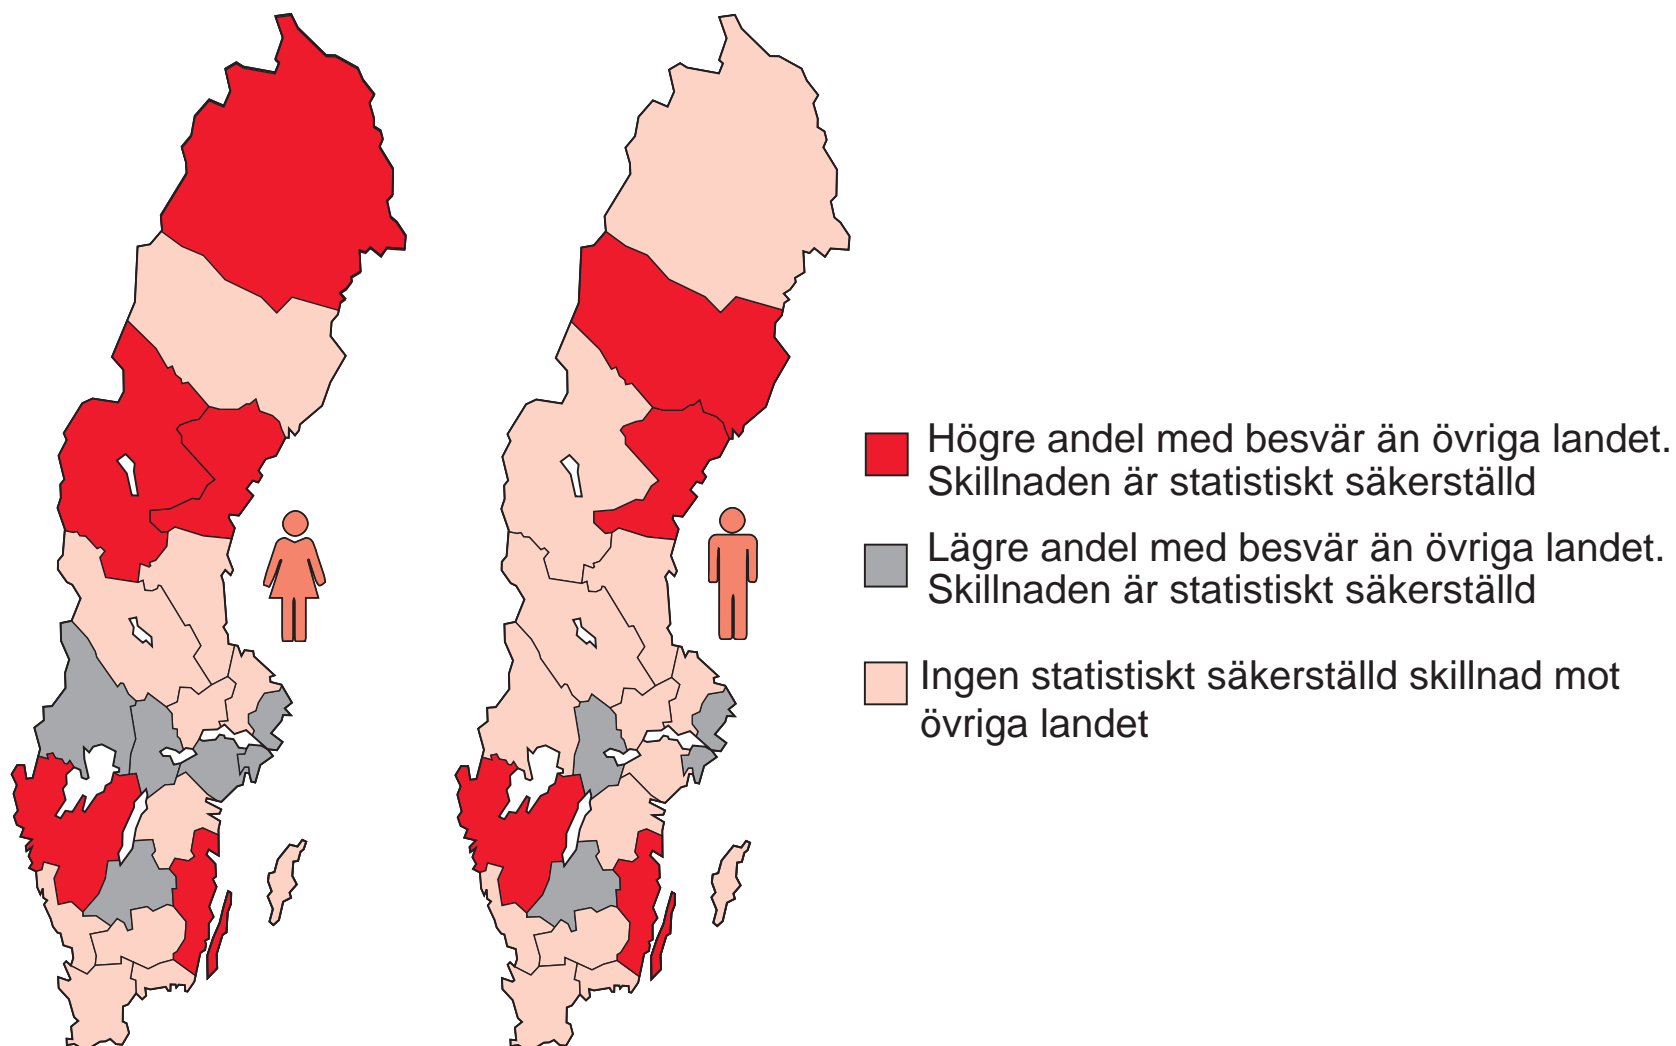 Högre andel med besvär än övriga landet.
Skillnaden är statistiskt säkerställd
Lägre andel med besvär än övriga landet.
Skillnaden är statistiskt säkerställd
Ingen statistiskt säkerställd skillnad mot
övriga landet